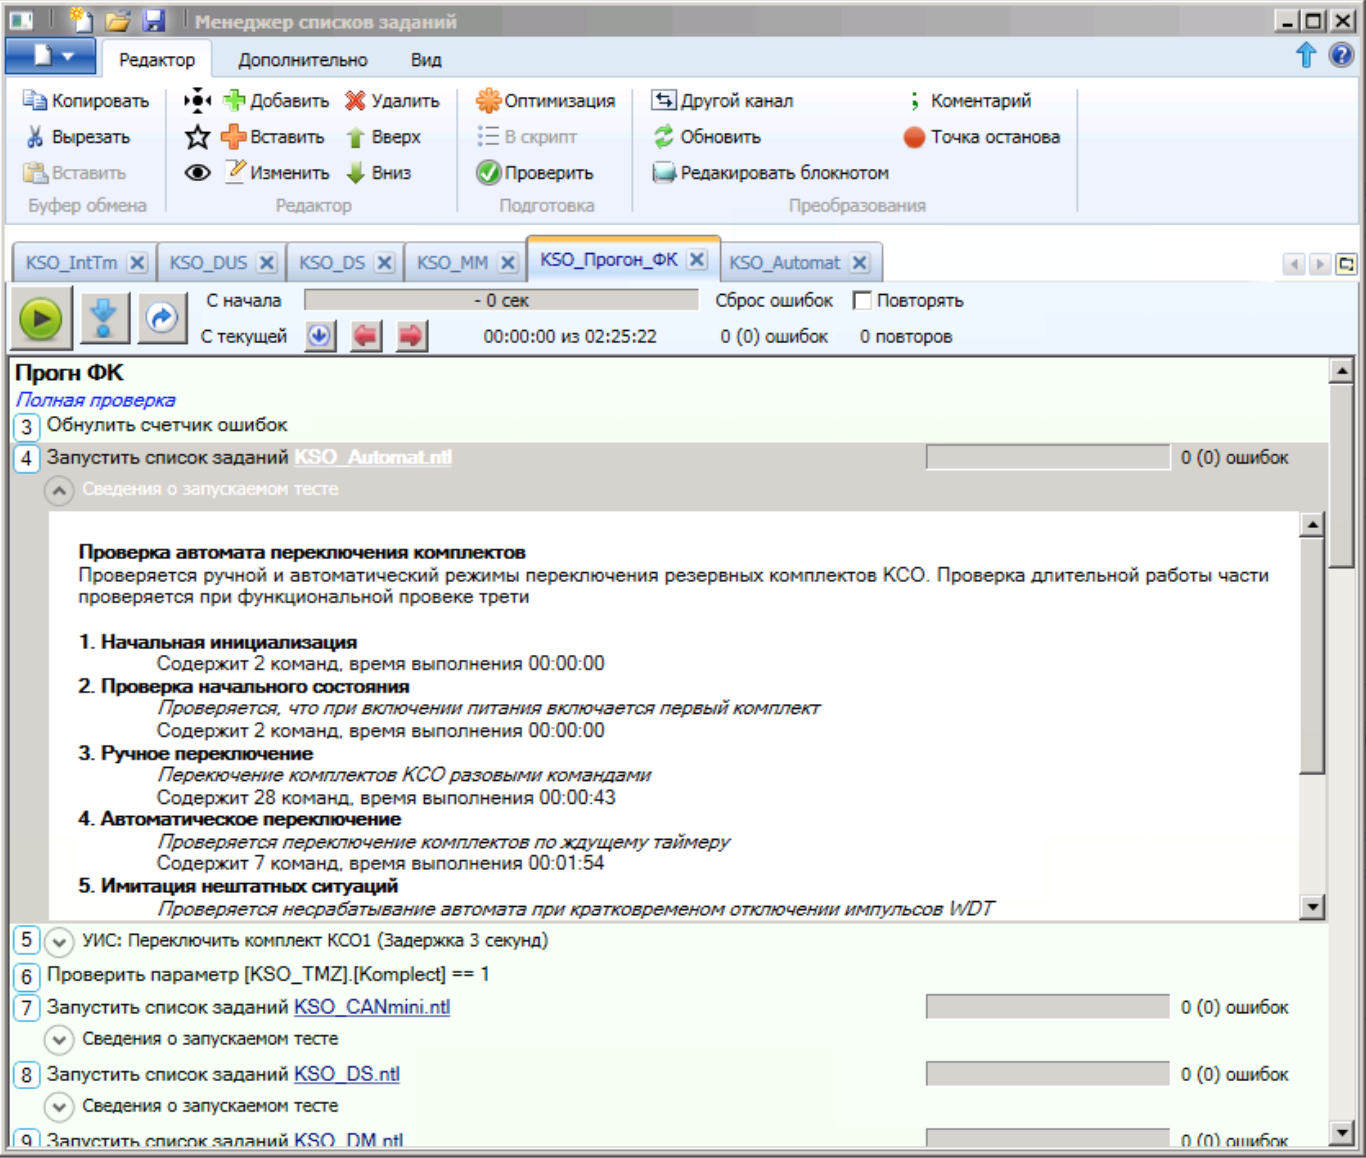 Менеджер списков заданий
Редактор Дополнительно Вид
Копировать Добавить Удалить Оптимизация Другой канал ; Коментарий
Вырезать Вставить Вверх В скрипт Обновить Точка останова
Вставить Изменить Вниз Проверить Редакировать блокнотом
Буфер обмена Редактор Подготовка Преобразования
KSO_IntTm KSO_DUS KSO_DS KSO_MM KSO_Прогон_ФК KSO_Automat
С начала - 0 сек Сброс ошибок Повторять
С текущей 00:00:00 из 02:25:22 0 (0) ошибок 0 повторов
Прогн ФК
Полная проверка
3 Обнулить счетчик ошибок
4 Запустить список заданий KSO_Automat.ntl 0 (0) ошибок
Сведения о запускаемом тесте
Проверка автомата переключения комплектов
Проверяется ручной и автоматический режимы переключения резервных комплектов КСО. Проверка длительной работы части
проверяется при функциональной провеке трети
1. Начальная инициализация
Содержит 2 команд, время выполнения 00:00:00
2. Проверка начального состояния
Проверяется, что при включении питания включается первый комплект
Содержит 2 команд, время выполнения 00:00:00
3. Ручное переключение
Перекючение комплектов КСО разовыми командами
Содержит 28 команд, время выполнения 00:00:43
4. Автоматическое переключение
Проверяется переключение комплектов по ждущему таймеру
Содержит 7 команд, время выполнения 00:01:54
5. Имитация нештатных ситуаций
Проверяется несрабатывание автомата при кратковременом отключении импульсов WDT
5 УИС: Переключить комплект КСО1 (Задержка 3 секунд)
6 Проверить параметр [KSO_TMZ].[Komplect] == 1
7 Запустить список заданий KSO_CANmini.ntl 0 (0) ошибок
Сведения о запускаемом тесте
8 Запустить список заданий KSO_DS.ntl 0 (0) ошибок
Сведения о запускаемом тесте
9 Запустить список заданий KSO_DM.ntl 0 (0) ошибок